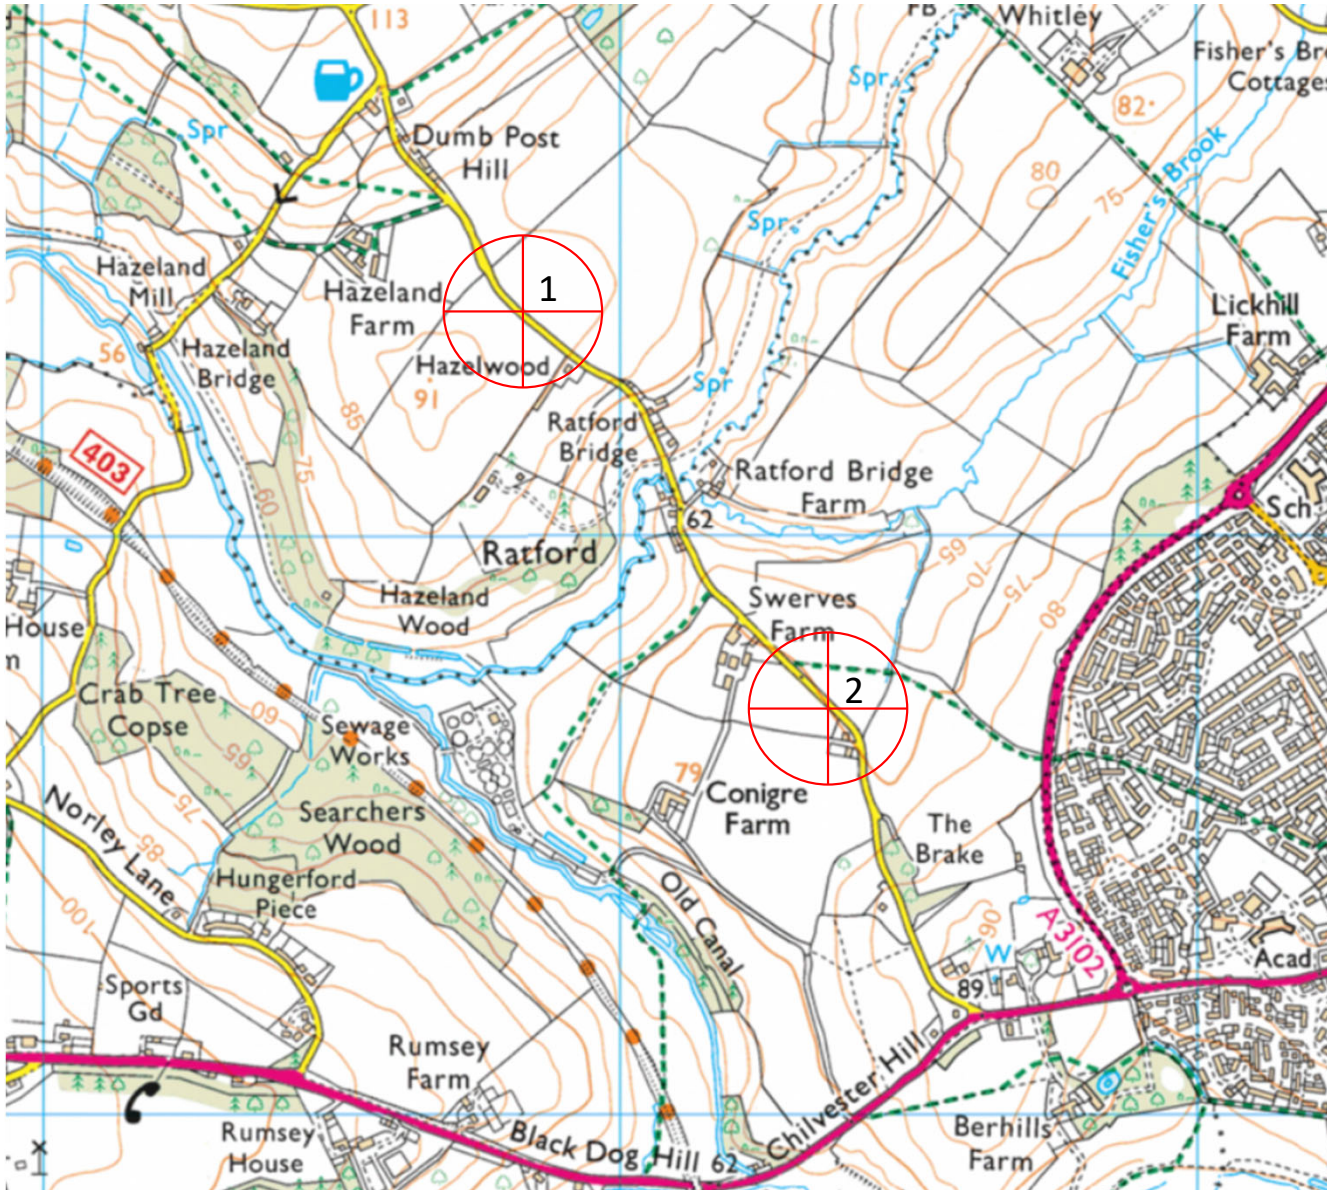 113
FB
Whitley
Fisher's Bro
Cottages
Spr
82
Spr
Dumb Post
Hill
80
75
Fisher's Brook
Spr
Hazeland
Mill
Hazeland
Farm
1
Lickhill
Farm
56
Hazeland
Bridge
Hazelwood
91
85
Spr
Ratford
Bridge
403
75
60
Ratford Bridge
Farm
62
Sch
Ratford
65
70
75
80
Hazeland
Wood
Swerves
Farm
House
m
2
Crab Tree
Copse
60
65
75
Sewage
Works
79
Conigre
Farm
Searchers
Wood
The
Brake
Norley Lane
85
Hungerford
Piece
100
Old Canal
90
W
A3102
Acad
89
Sports
Gd
Rumsey
Farm
Chilvester Hill
Rumsey
House
Black Dog Hill
62
Berhills
Farm